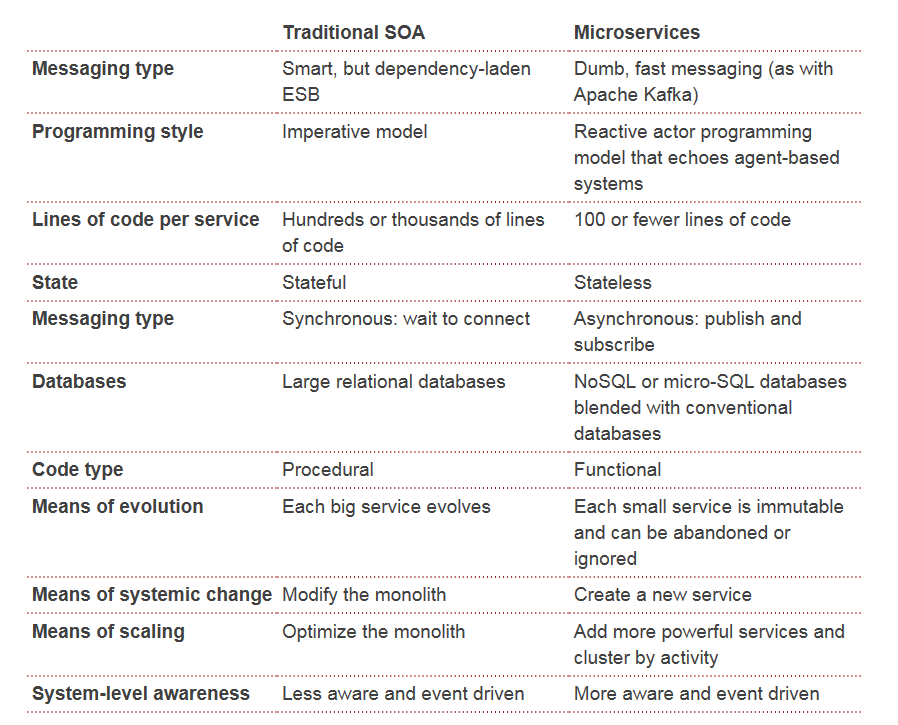 Traditional SOA Microservices
Messaging type Smart, but dependency-laden Dumb, fast messaging (as with
ESB Apache Kafka)
Programming style Imperative model Reactive actor programming
model that echoes agent-based
systems
Lines of code per service Hundreds or thousands of lines 100 or fewer lines of code
of code
State Stateful Stateless
Messaging type Synchronous: wait to connect Asynchronous: publish and
subscribe
Databases Large relational databases NoSQL or micro-SQL databases
blended with conventional
databases
Code type Procedural Functional
Means of evolution Each big service evolves Each small service is immutable
and can be abandoned or
ignored
Means of systemic change Modify the monolith Create a new service
Means of scaling Optimize the monolith Add more powerful services and
cluster by activity
System-level awareness Less aware and event driven More aware and event driven